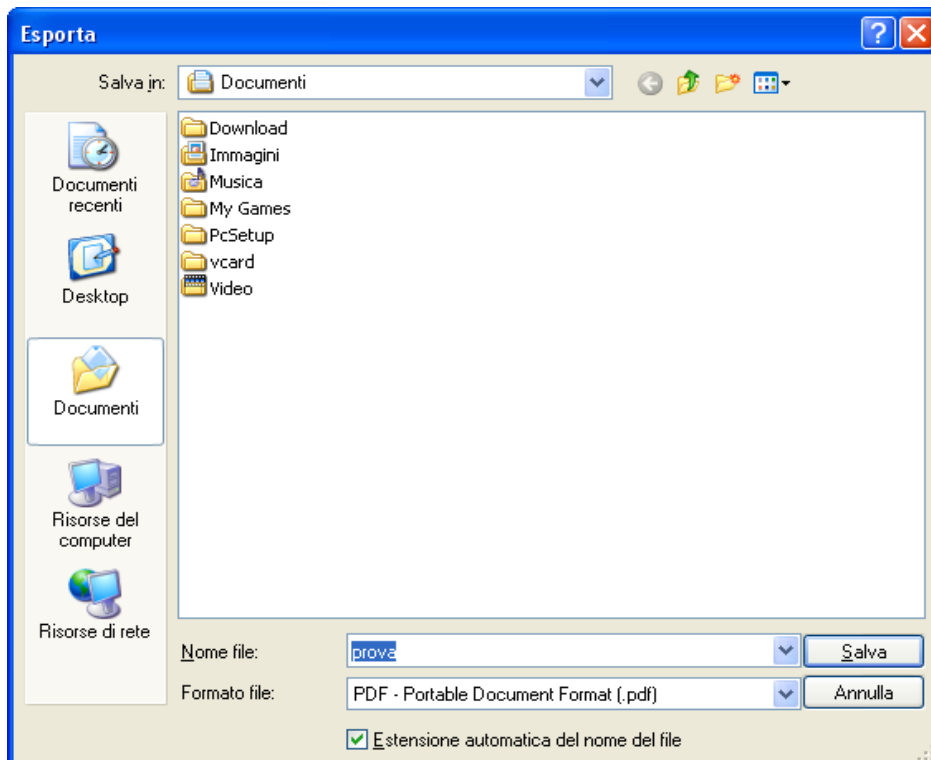 Esporta
Salva in:
Documenti
Download
Immagini
Musica
My Games
PcSetup
vcard
Video
Documenti
recenti
Desktop
Documenti
Risorse del
computer
Risorse di rete
Nome file:
prova
Salva
Formato file:
PDF - Portable Document Format (.pdf)
Annulla
Estensione automatica del nome del file